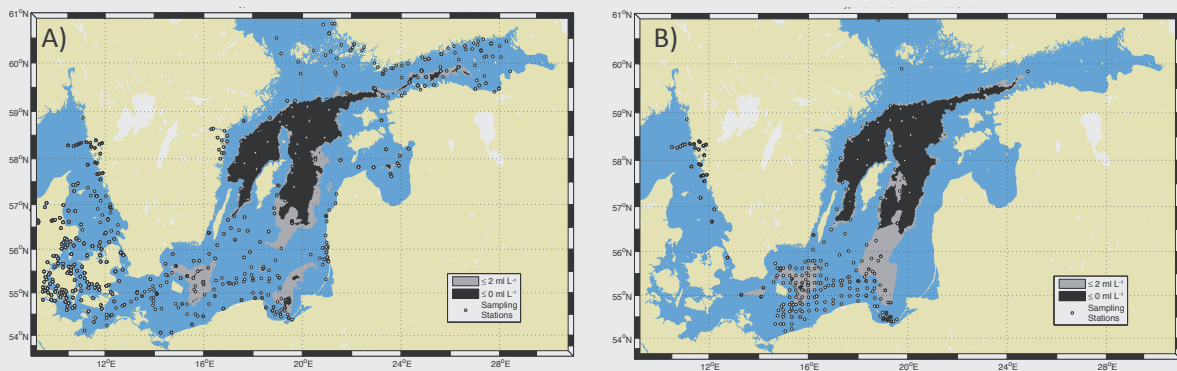 A)
61°N
60°N
59°N
58°N
57°N
56°N
55°N
54°N
12°E 16°E 20°E 24°E 28°E
≤ 2 ml L⁻¹
≤ 0 ml L⁻¹
Sampling
Stations
B)
61°N
60°N
59°N
58°N
57°N
56°N
55°N
54°N
12°E 16°E 20°E 24°E 28°E
≤ 2 ml L⁻¹
≤ 0 ml L⁻¹
Sampling
Stations